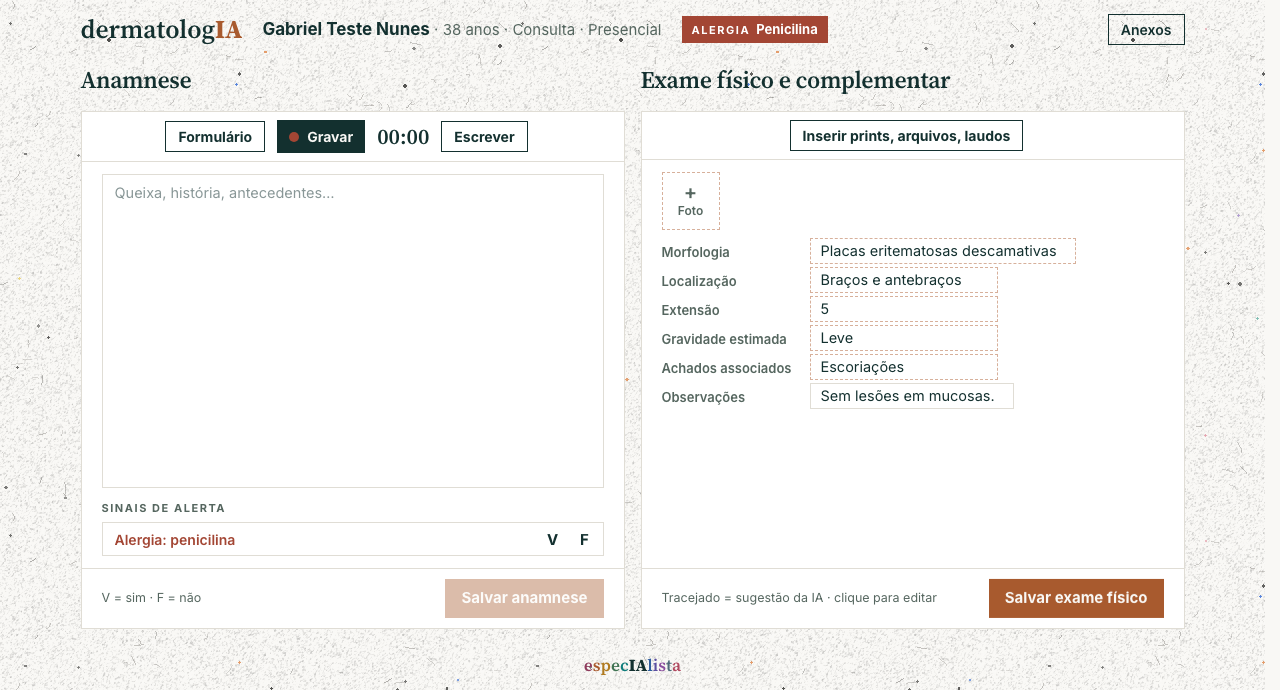 dermatologIA
Gabriel Teste Nunes · 38 anos · Consulta · Presencial
ALERGIA Penicilina
Anexos
Anamnese
Formulário
Gravar
00:00
Escrever
Queixa, história, antecedentes...
SINAIS DE ALERTA
Alergia: penicilina V F
V = sim · F = não
Salvar anamnese
Exame físico e complementar
Inserir prints, arquivos, laudos
+
Foto
Morfologia Placas eritematosas descamativas
Localização Braços e antebraços
Extensão 5
Gravidade estimada Leve
Achados associados Escoriações
Observações Sem lesões em mucosas.
Tracejado = sugestão da IA · clique para editar
Salvar exame físico
especIAlista